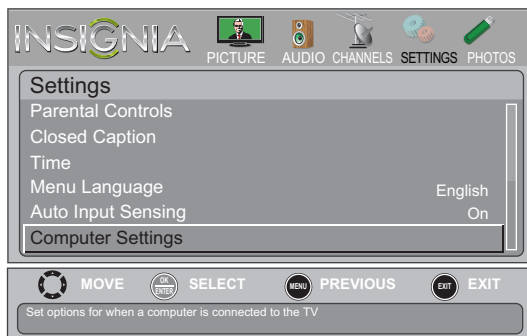 INSIGNIA
PICTURE AUDIO CHANNELS SETTINGS PHOTOS
Settings
Parental Controls
Closed Caption
Time
Menu Language English
Auto Input Sensing On
Computer Settings
MOVE OK ENTER SELECT MENU PREVIOUS EXIT EXIT
Set options for when a computer is connected to the TV